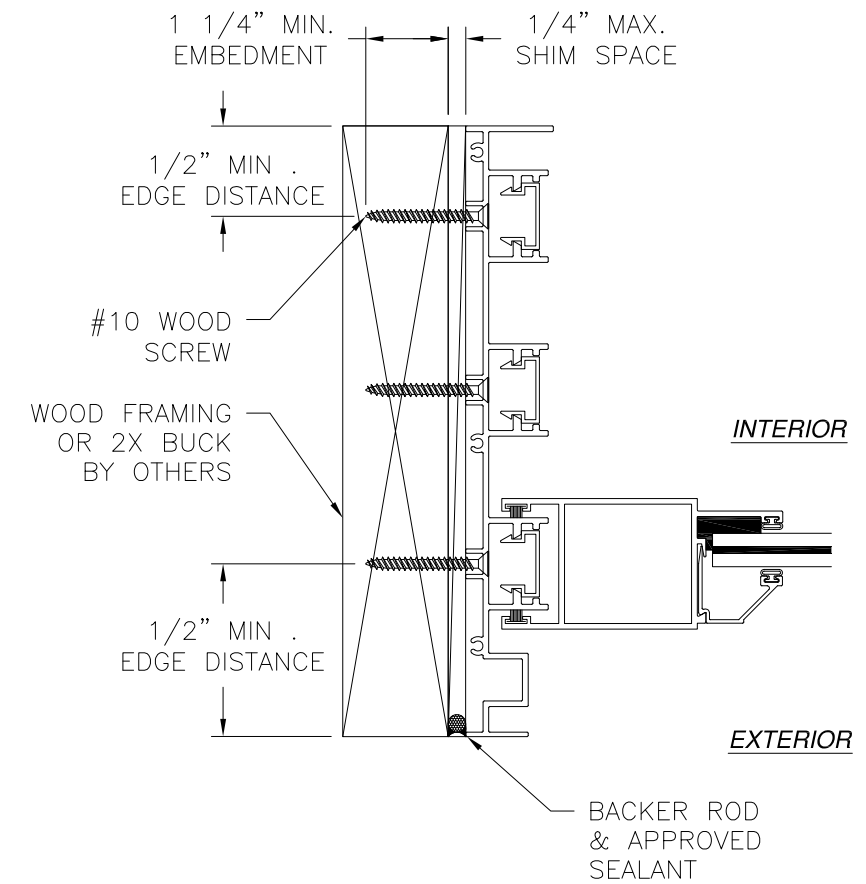 1 1/4” MIN.
EMBEDMENT
1/4” MAX.
SHIM SPACE
1/2” MIN .
EDGE DISTANCE
#10 WOOD
SCREW
WOOD FRAMING
OR 2X BUCK
BY OTHERS
INTERIOR
1/2” MIN .
EDGE DISTANCE
EXTERIOR
BACKER ROD
& APPROVED
SEALANT